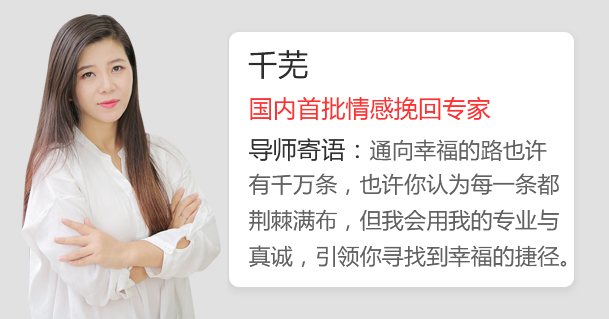 千芜
国内首批情感挽回专家
导师寄语：通向幸福的路也许
有千万条，也许你认为每一条都
荆棘满布，但我会用我的专业与
真诚，引领你寻找到幸福的捷径。